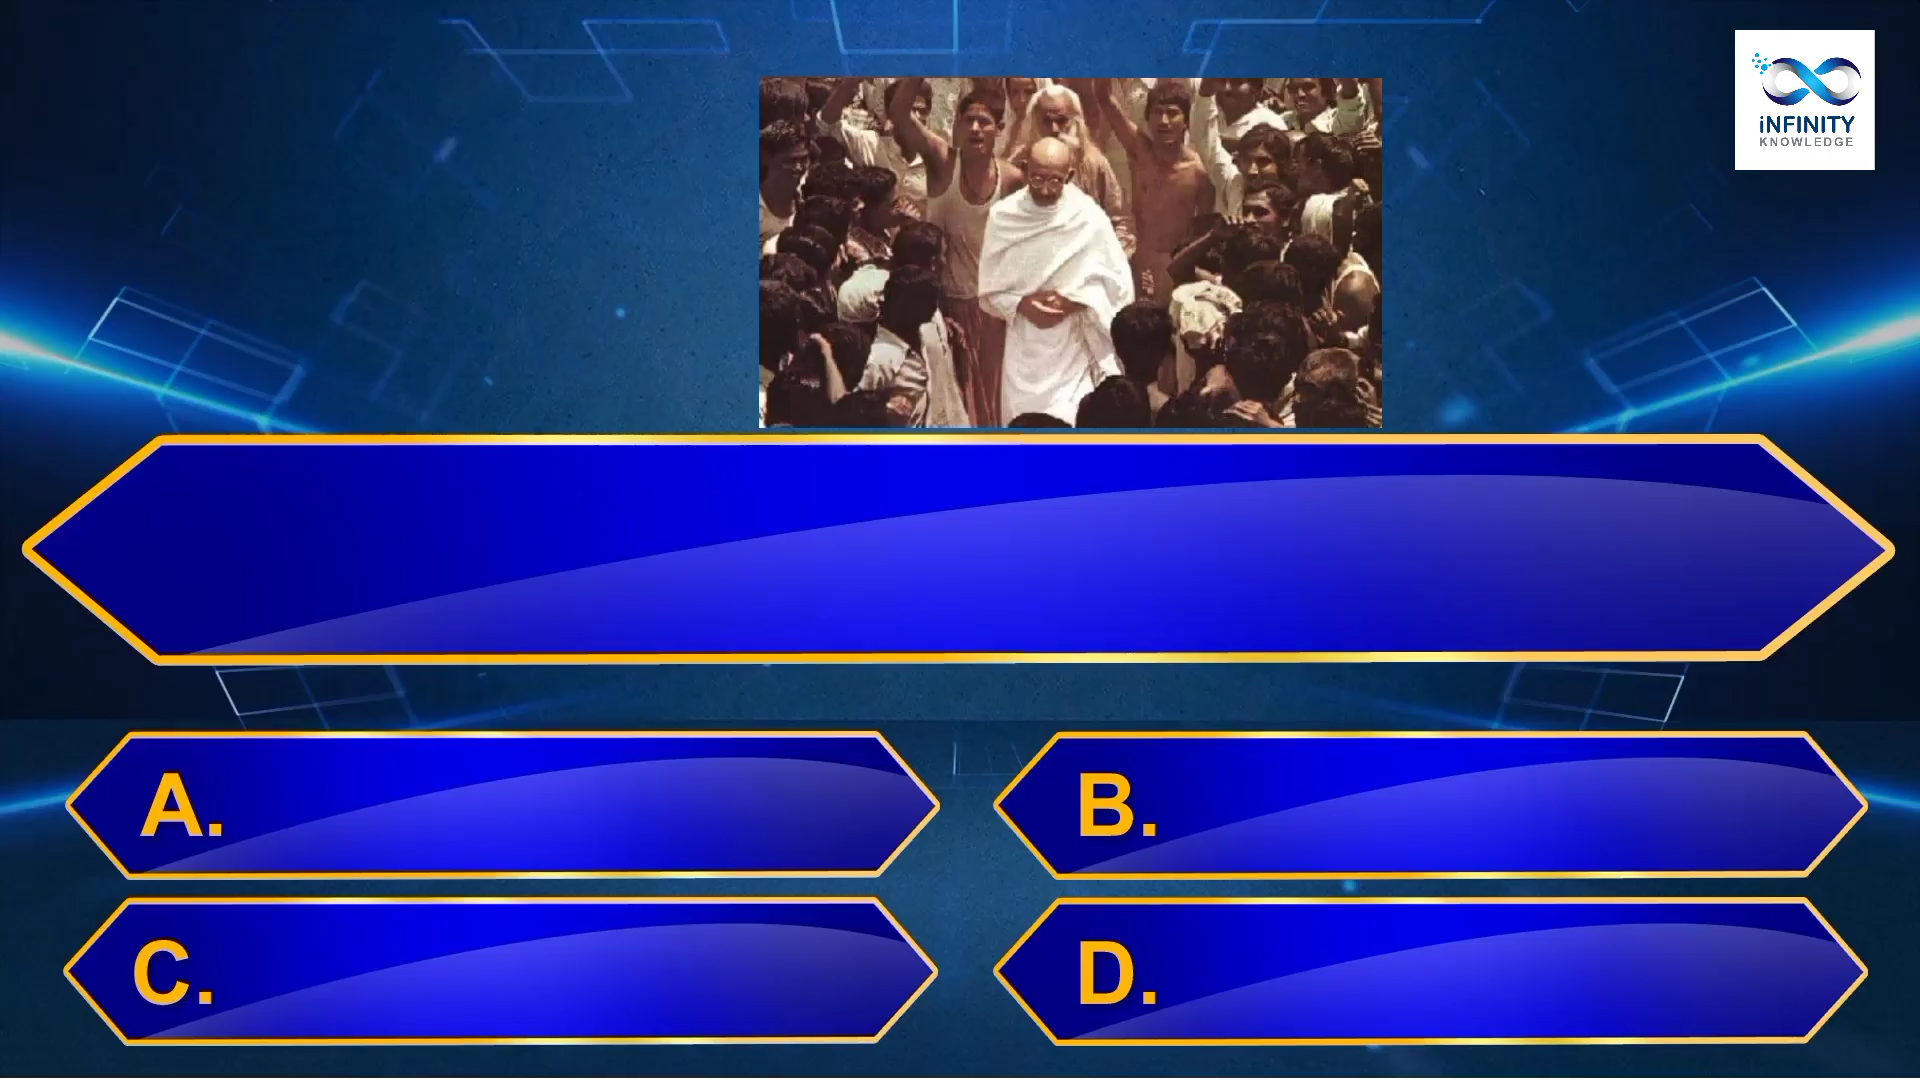 iNFINITY
KNOWLEDGE
A.
B.
C.
D.